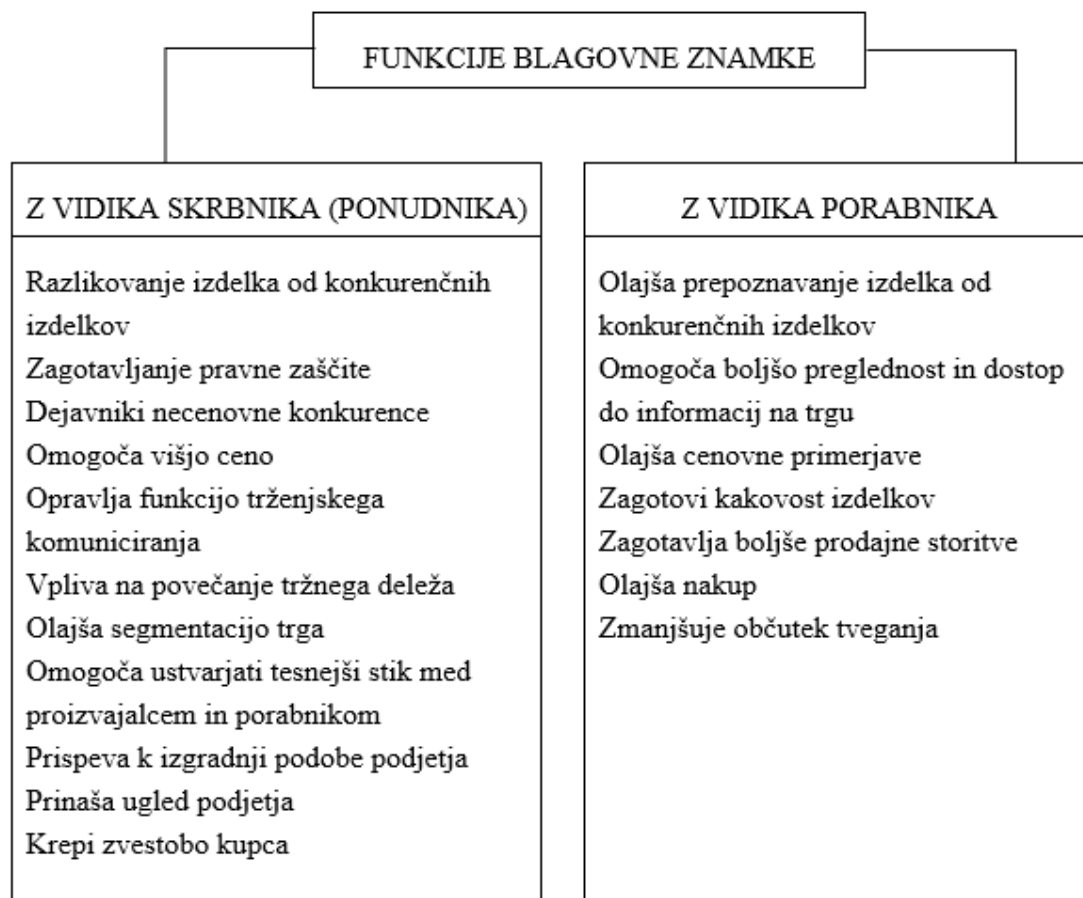 FUNKCIJE BLAGOVNE ZNAMKE
Z VIDIKA SKRBNIKA (PONUDNIKA)
Razlikovanje izdelka od konkurenčnih
izdelkov
Zagotavljanje pravne zaščite
Dejavniki necenovne konkurence
Omogoča višjo ceno
Opravlja funkcijo trženjskega
komuniciranja
Vpliva na povečanje tržnega deleža
Olajša segmentacijo trga
Omogoča ustvarjati tesnejši stik med
proizvajalcem in porabnikom
Prispeva k izgradnji podobe podjetja
Prinaša ugled podjetja
Krepi zvestobo kupca
Z VIDIKA PORABNIKA
Olajša prepoznavanje izdelka od
konkurenčnih izdelkov
Omogoča boljšo preglednost in dostop
do informacij na trgu
Olajša cenovne primerjave
Zagotovi kakovost izdelkov
Zagotavlja boljše prodajne storitve
Olajša nakup
Zmanjšuje občutek tveganja